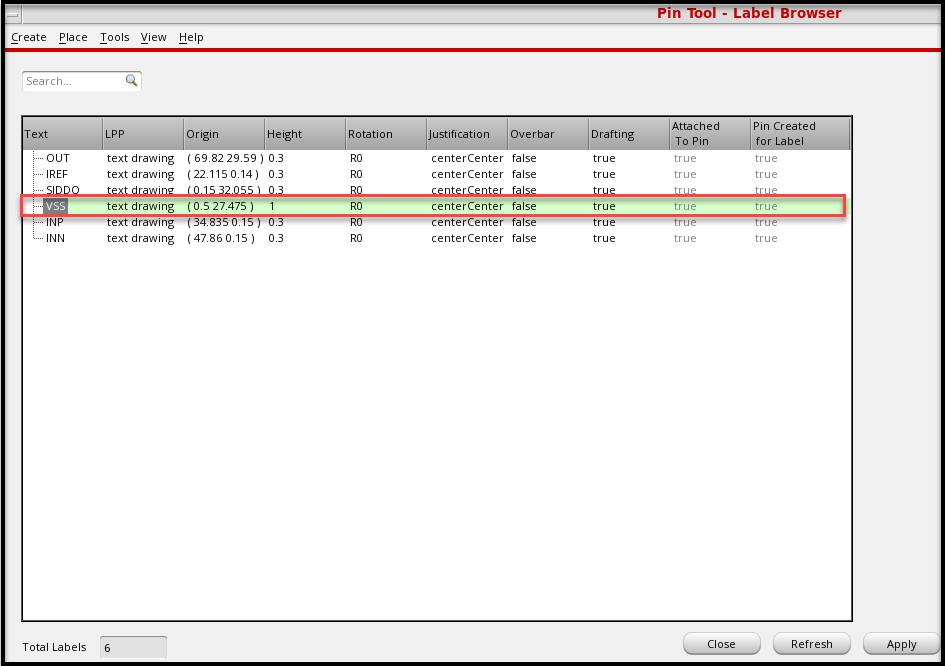 Pin Tool - Label Browser
Create Place Tools View Help
Search...
Text LPP Origin Height Rotation Justification Overbar Drafting Attached To Pin Pin Created for Label
OUT text drawing ( 69.82 29.59 ) 0.3 R0 centerCenter false true true true
IREF text drawing ( 22.115 0.14 ) 0.3 R0 centerCenter false true true true
SIDDQ text drawing ( 0.15 32.055 ) 0.3 R0 centerCenter false true true true
VSS text drawing ( 0.5 27.475 ) 1 R0 centerCenter false true true true
INP text drawing ( 34.835 0.15 ) 0.3 R0 centerCenter false true true true
INN text drawing ( 47.86 0.15 ) 0.3 R0 centerCenter false true true true
Total Labels 6 Close Refresh Apply